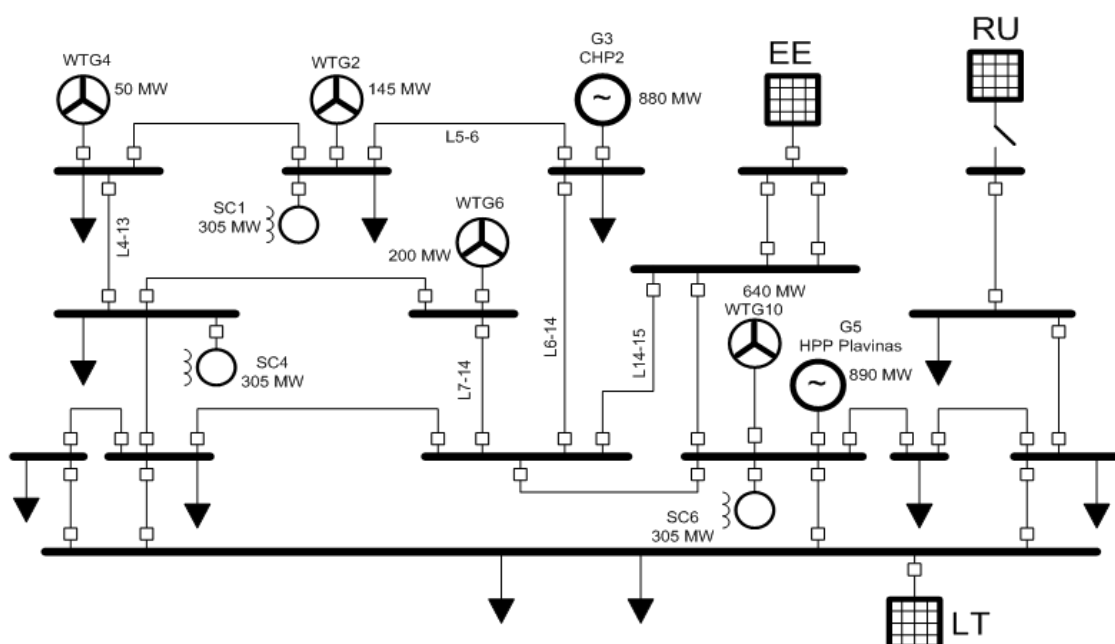 G3
CHP2
880 MW
WTG4
50 MW
WTG2
145 MW
EE
RU
L5-6
SC1
305 MW
WTG6
200 MW
L4-13
L6-14
L14-15
L7-14
640 MW
WTG10
G5
HPP Plavinas
890 MW
SC4
305 MW
SC6
305 MW
LT